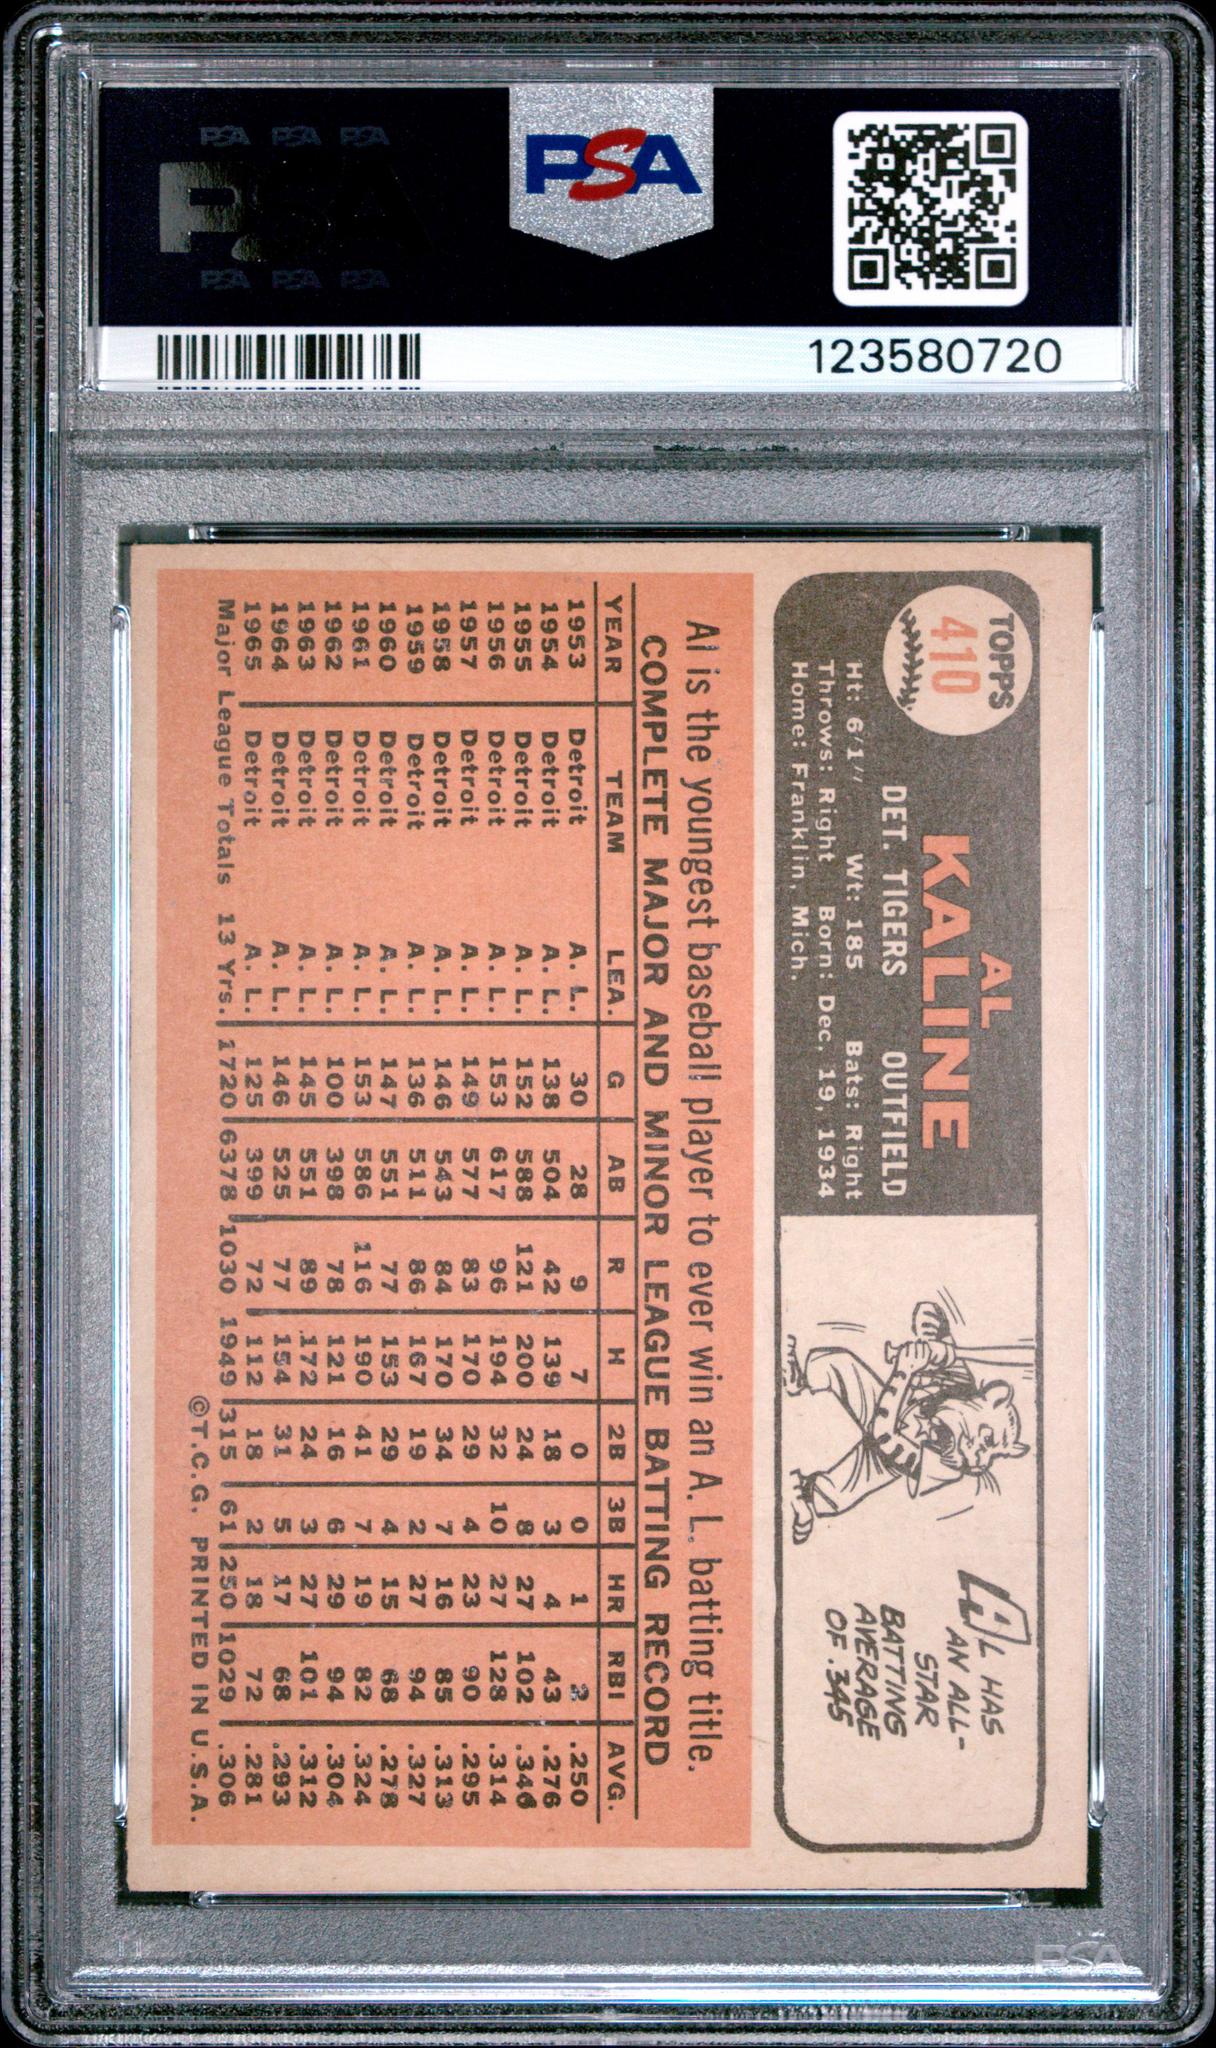 PSA PSA PSA
PSA
PSA PSA PSA
PSA
123580720
TOPPS
410
AL
KALINE
DET. TIGERS OUTFIELD
Ht: 6'1" Wt: 185 Bats: Right
Throws: Right Born: Dec. 19, 1934
Home: Franklin, Mich.
AL HAS
AN ALL-
STAR
BATTING
AVERAGE
OF .345
Al is the youngest baseball player to ever win an A. L. batting title.
COMPLETE MAJOR AND MINOR LEAGUE BATTING RECORD
YEAR TEAM LEA. G AB R H 2B 3B HR RBI AVG.
1953 Detroit A. L. 30 28 9 7 0 0 1 2 .250
1954 Detroit A. L. 138 504 42 139 18 3 4 43 .276
1955 Detroit A. L. 152 588 121 200 24 8 27 102 .346
1956 Detroit A. L. 153 617 96 194 32 10 27 128 .314
1957 Detroit A. L. 149 577 83 170 29 4 23 90 .295
1958 Detroit A. L. 146 543 84 170 34 7 16 85 .313
1959 Detroit A. L. 136 511 86 167 19 2 27 94 .327
1960 Detroit A. L. 147 551 77 153 29 4 15 68 .278
1961 Detroit A. L. 153 586 116 190 41 7 19 82 .324
1962 Detroit A. L. 100 398 78 121 16 6 29 94 .304
1963 Detroit A. L. 145 551 89 172 24 3 27 101 .312
1964 Detroit A. L. 146 525 77 154 31 5 17 68 .293
1965 Detroit A. L. 125 399 72 112 18 2 18 72 .281
Major League Totals 13 Yrs. 1720 6378 1030 1949 315 61 250 1029 .306
©T.C.G. PRINTED IN U.S.A.
PSA